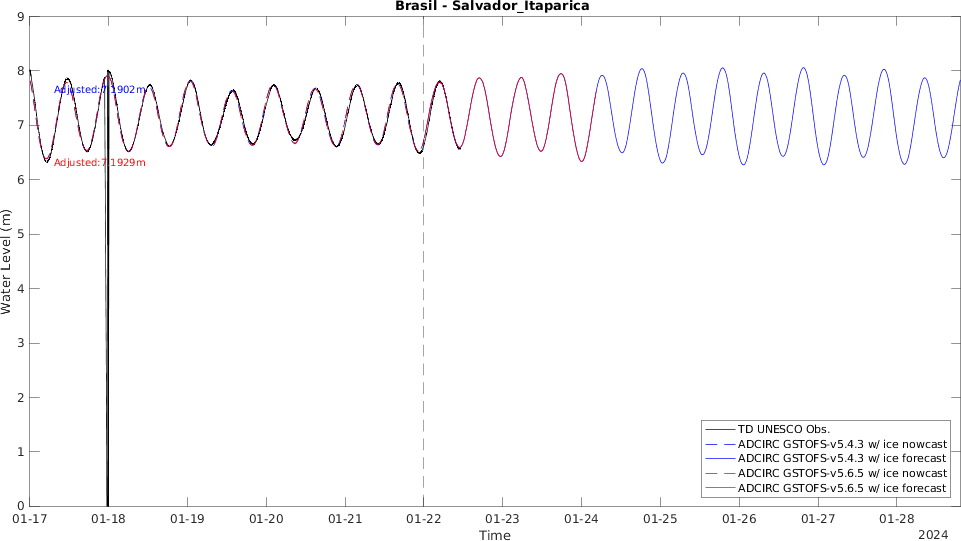 Brasil - Salvador_Itaparica
9
8
7
6
5
4
3
2
1
0
Water Level (m)
Adjusted:7.1902m
Adjusted:7.1929m
TD UNESCO Obs.
ADCIRC GSTOFS-v5.4.3 w/ ice nowcast
ADCIRC GSTOFS-v5.4.3 w/ ice forecast
ADCIRC GSTOFS-v5.6.5 w/ ice nowcast
ADCIRC GSTOFS-v5.6.5 w/ ice forecast
01-17 01-18 01-19 01-20 01-21 01-22 01-23 01-24 01-25 01-26 01-27 01-28
Time
2024